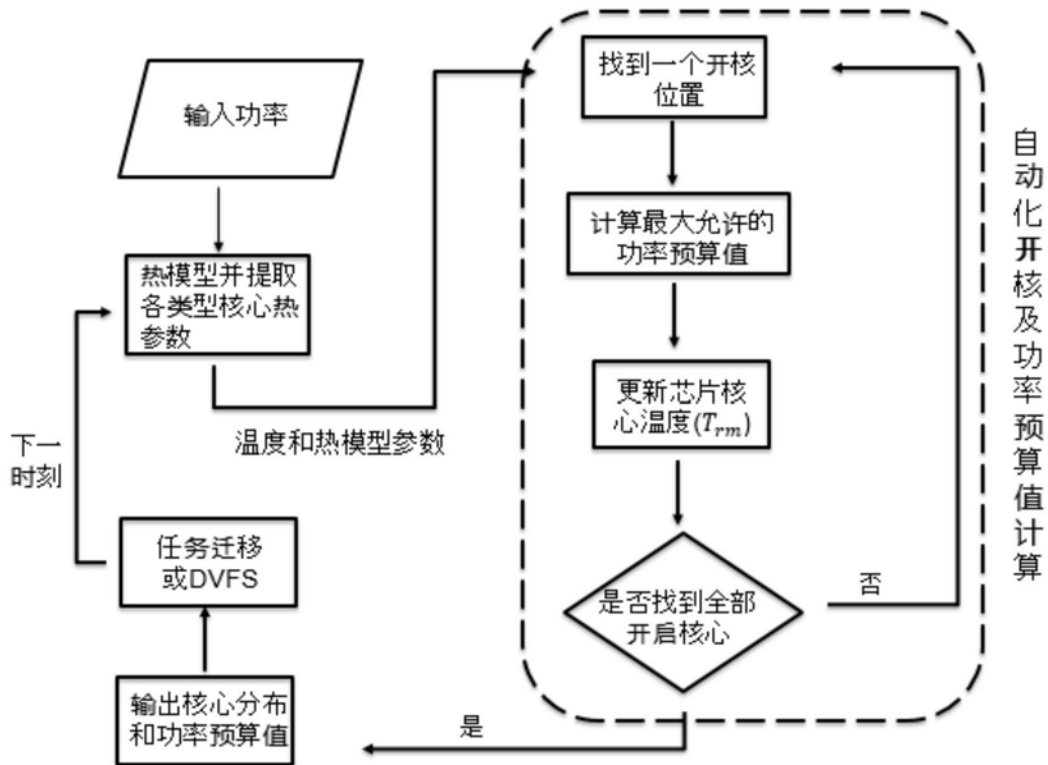 输入功率
热模型并提取
各类型核心热
参数
温度和热模型参数
找到一个开核
位置
计算最大允许的
功率预算值
更新芯片核
心温度(T_{rm})
是否找到全部
开启核心
否
是
输出核心分布
和功率预算值
任务迁移
或DVFS
下一
时刻
自动化开核及功率预算值计算